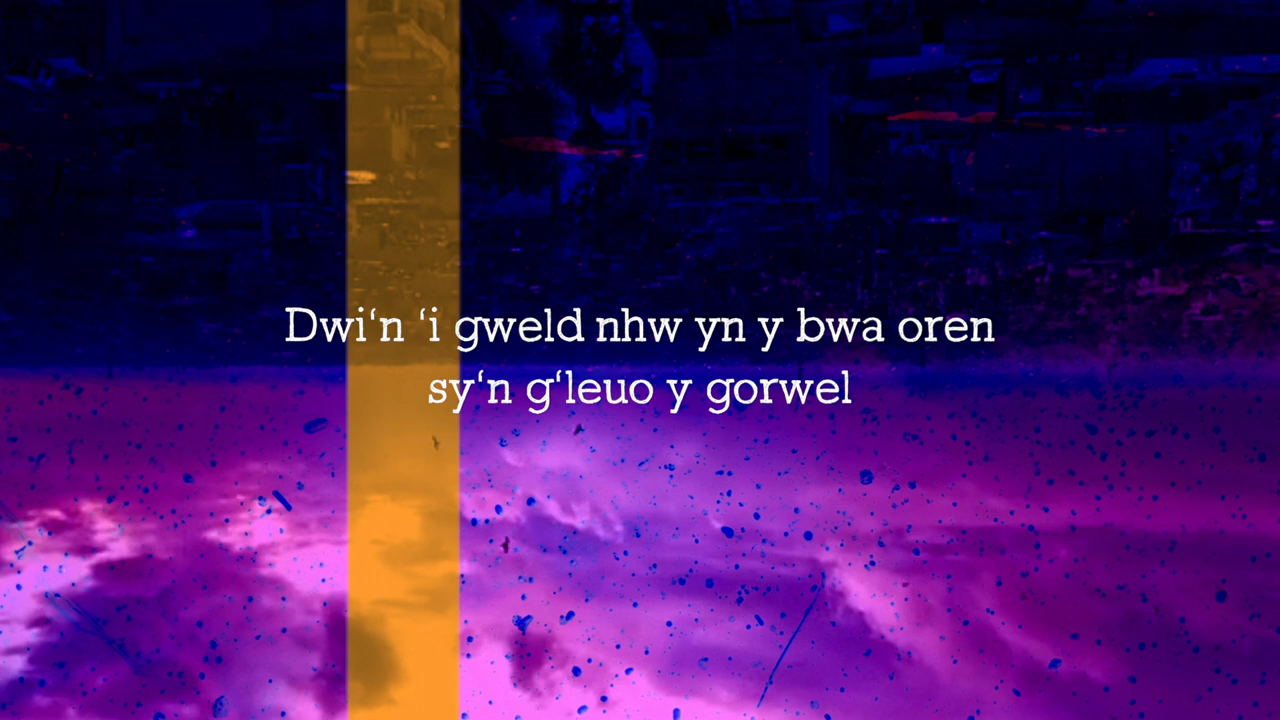 Dwi‘n ‘i gweld nhw yn y bwa oren
sy‘n g‘leuo y gorwel